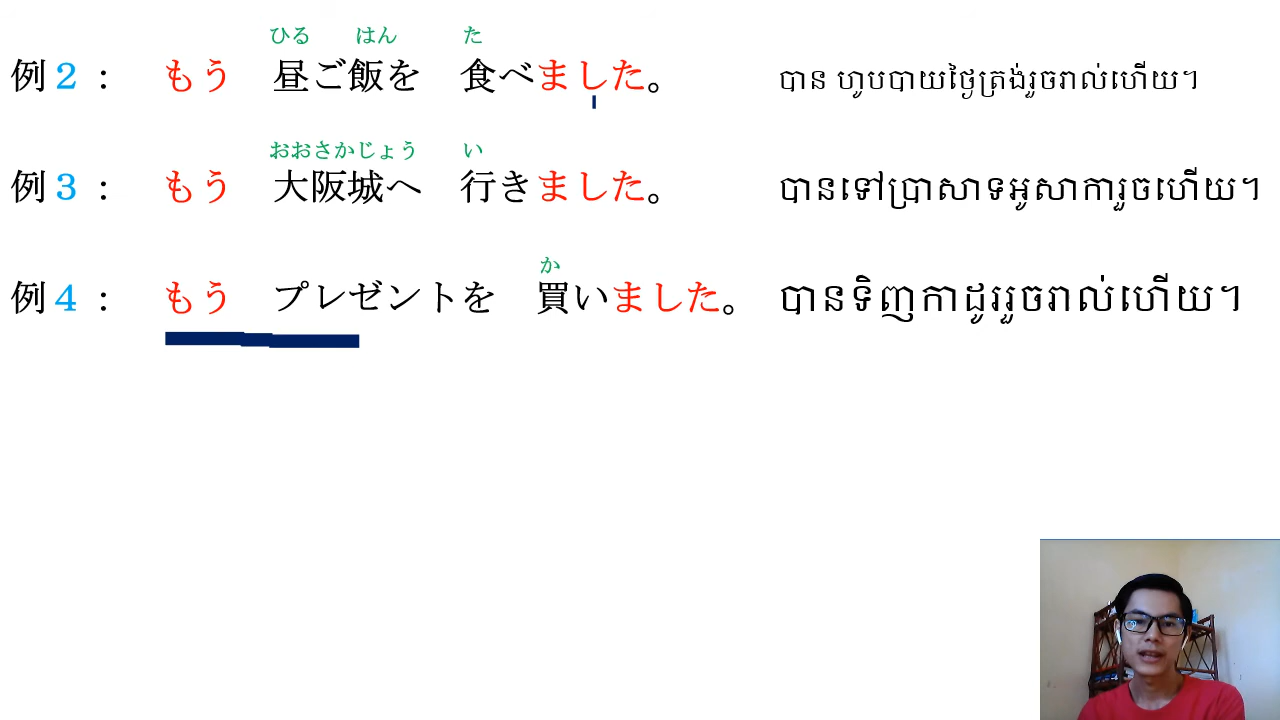 ひる はん た
例２： もう 昼ご飯を 食べました。 បាន ហូបបាយថ្ងៃត្រង់រួចរាល់ហើយ។
おおさかじょう い
例３： もう 大阪城へ 行きました。 បានទៅប្រាសាទអូសាការួចហើយ។
か
例４： もう プレゼントを 買いました。 បានទិញកាដូររួចរាល់ហើយ។